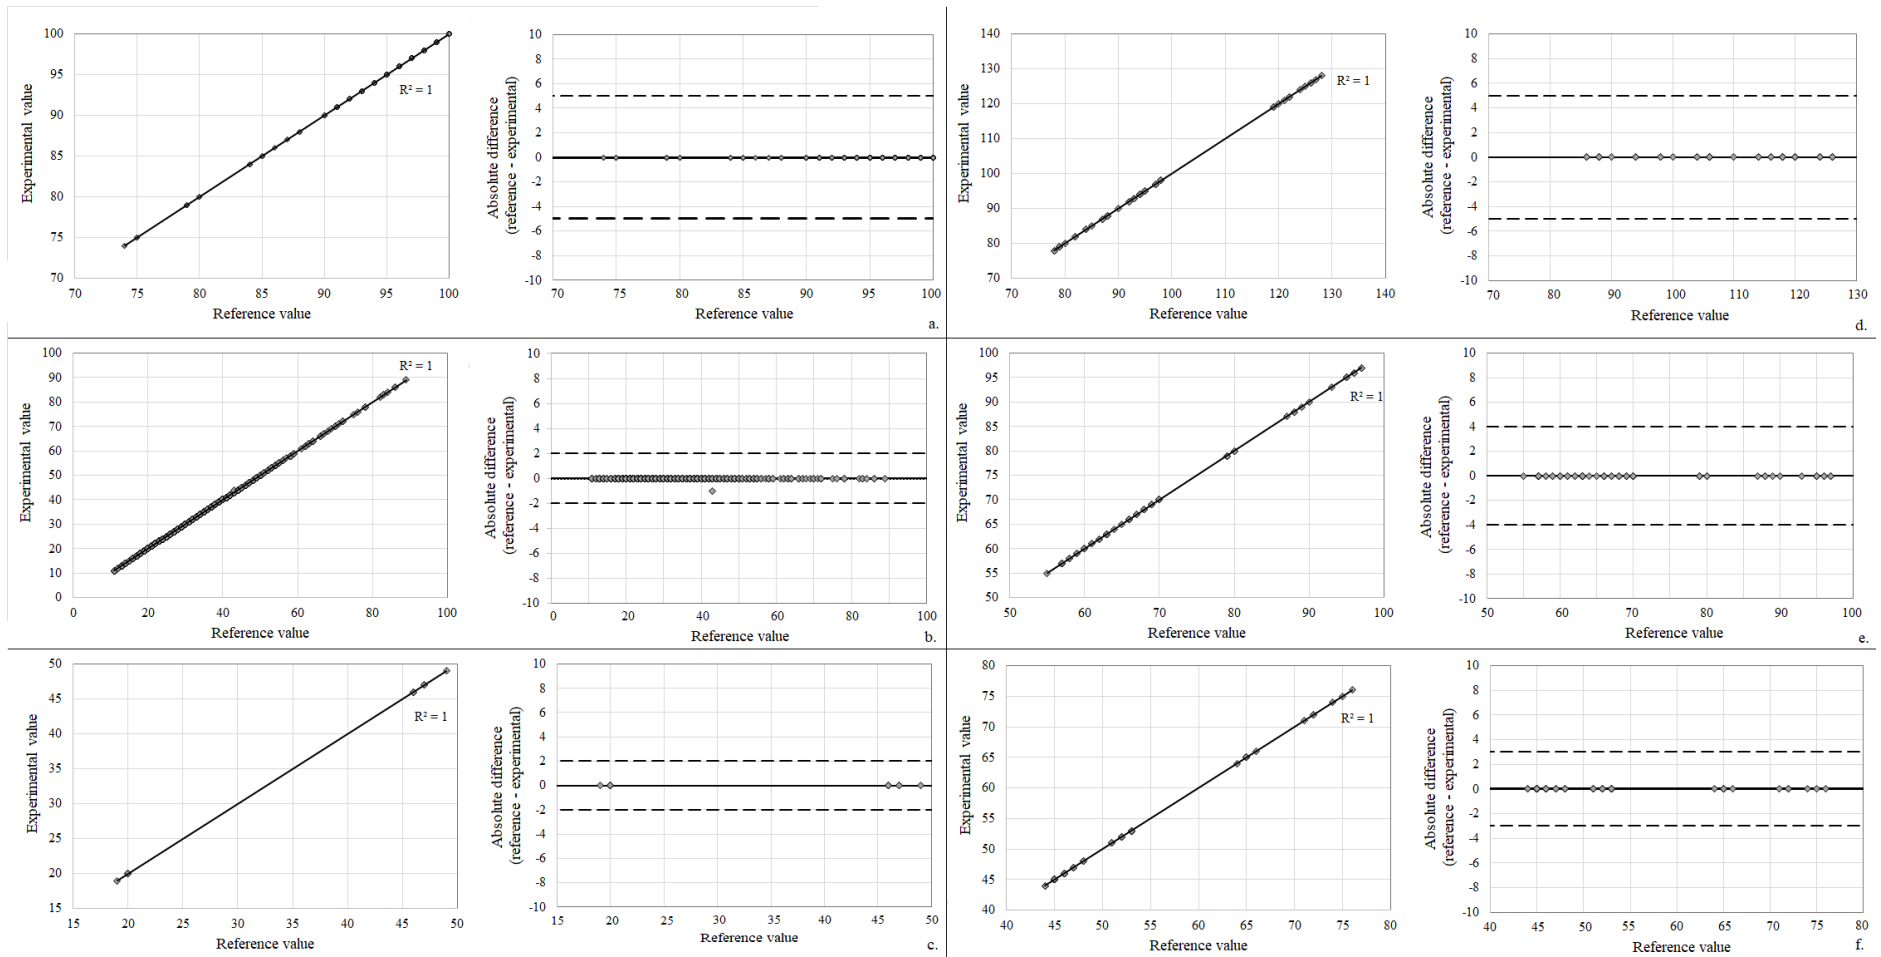 100
95
90
85
80
75
70
70 75 80 85 90 95 100
Experimental value
Reference value
R² = 1
10
8
6
4
2
0
-2
-4
-6
-8
-10
70 75 80 85 90 95 100
Absolute difference
(reference - experimental)
Reference value
a.
140
130
120
110
100
90
80
70
70 80 90 100 110 120 130 140
Experimental value
Reference value
R² = 1
10
8
6
4
2
0
-2
-4
-6
-8
-10
70 80 90 100 110 120 130
Absolute difference
(reference - experimental)
Reference value
d.
100
90
80
70
60
50
40
30
20
10
0
0 20 40 60 80 100
Experimental value
Reference value
R² = 1
10
8
6
4
2
0
-2
-4
-6
-8
-10
0 20 40 60 80 100
Absolute difference
(reference - experimental)
Reference value
b.
100
95
90
85
80
75
70
65
60
55
50
50 60 70 80 90 100
Experimental value
Reference value
R² = 1
10
8
6
4
2
0
-2
-4
-6
-8
-10
50 60 70 80 90 100
Absolute difference
(reference - experimental)
Reference value
e.
50
45
40
35
30
25
20
15
15 20 25 30 35 40 45 50
Experimental value
Reference value
R² = 1
10
8
6
4
2
0
-2
-4
-6
-8
-10
15 20 25 30 35 40 45 50
Absolute difference
(reference - experimental)
Reference value
c.
80
75
70
65
60
55
50
45
40
40 45 50 55 60 65 70 75 80
Experimental value
Reference value
R² = 1
10
8
6
4
2
0
-2
-4
-6
-8
-10
40 45 50 55 60 65 70 75 80
Absolute difference
(reference - experimental)
Reference value
f.